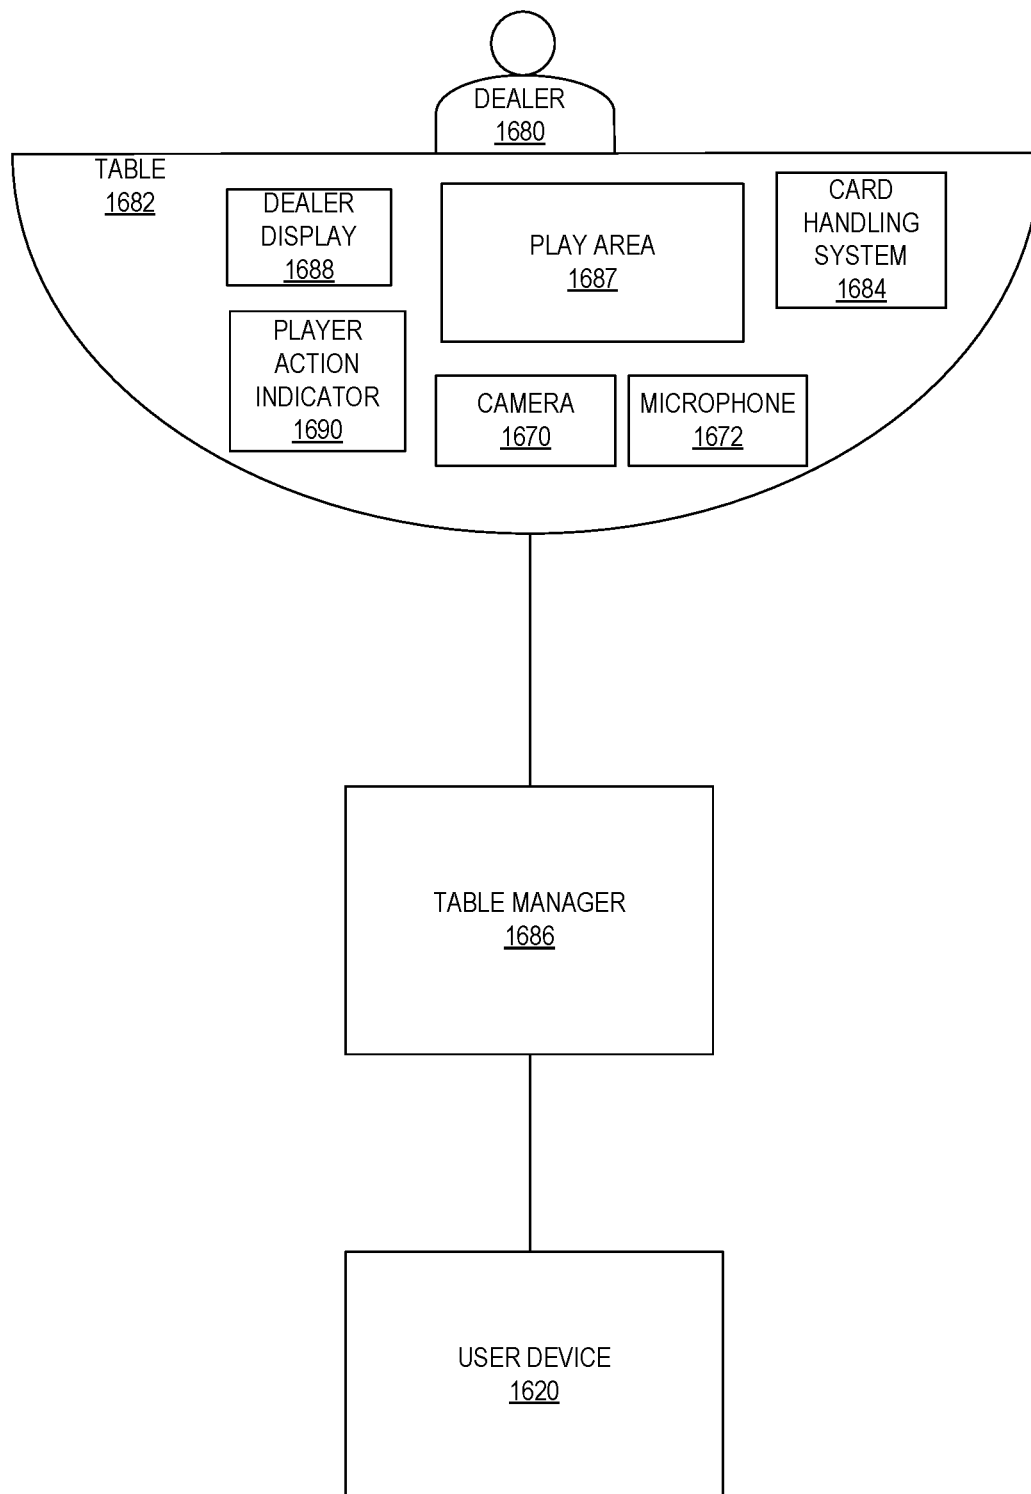 DEALER
1680
TABLE
1682
DEALER
DISPLAY
1688
PLAY AREA
1687
CARD
HANDLING
SYSTEM
1684
PLAYER
ACTION
INDICATOR
1690
CAMERA
1670
MICROPHONE
1672
TABLE MANAGER
1686
USER DEVICE
1620